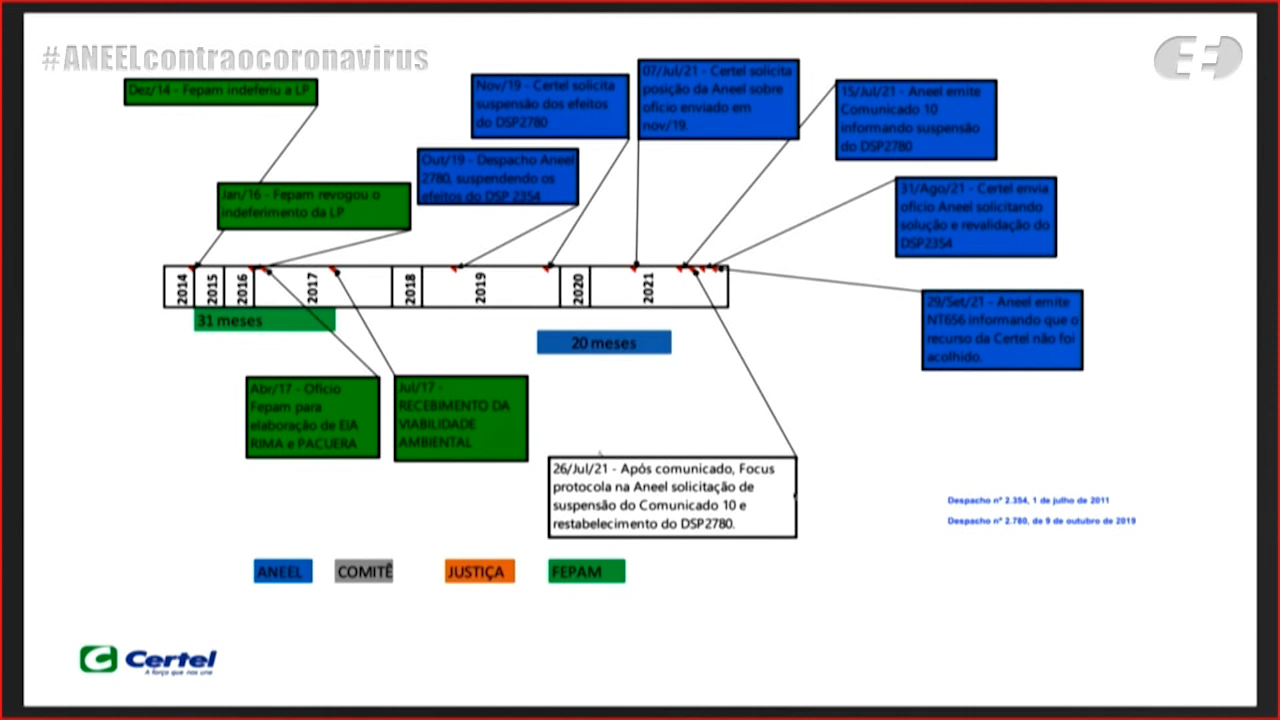 #ANEELcontraocoronavirus
Dez/14 - Fepam indeferiu a LP
Jan/16 - Fepam revogou o
indeferimento da LP
Nov/19 - Certel solicita
suspensão dos efeitos
do DSP2780
Out/19 - Despacho Aneel
2780, suspendendo os
efeitos do DSP 2354
07/Jul/21 - Certel solicita
posição da Aneel sobre
oficio enviado em
nov/19.
15/Jul/21 - Aneel emite
Comunicado 10
informando suspensão
do DSP2780
31/Ago/21 - Certel envia
oficio Aneel solicitando
solução e revalidação do
DSP2354
29/Set/21 - Aneel emite
NT656 informando que o
recurso da Certel não foi
acolhido.
2014
2015
2016
2017
2018
2019
2020
2021
31 meses
20 meses
Abr/17 - Ofício
Fepam para
elaboração de EIA
RIMA e PACUERA
Jul/17 -
RECEBIMENTO DA
VIABILIDADE
AMBIENTAL
26/Jul/21 - Após comunicado, Focus
protocola na Aneel solicitação de
suspensão do Comunicado 10 e
restabelecimento do DSP2780.
Despacho nº 2.354, 1 de julho de 2011
Despacho nº 2.780, de 9 de outubro de 2019
ANEEL
COMITÊ
JUSTIÇA
FEPAM
Certel
A força que nos une